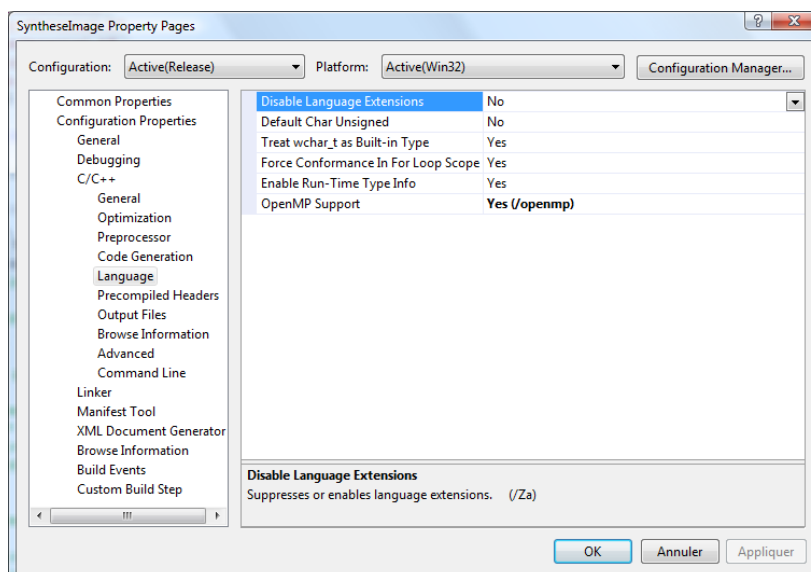 SyntheseImage Property Pages
Configuration: Active(Release) Platform: Active(Win32) Configuration Manager...
Common Properties
Configuration Properties
General
Debugging
C/C++
General
Optimization
Preprocessor
Code Generation
Language
Precompiled Headers
Output Files
Browse Information
Advanced
Command Line
Linker
Manifest Tool
XML Document Generator
Browse Information
Build Events
Custom Build Step
Disable Language Extensions No
Default Char Unsigned No
Treat wchar_t as Built-in Type Yes
Force Conformance In For Loop Scope Yes
Enable Run-Time Type Info Yes
OpenMP Support Yes (/openmp)
Disable Language Extensions
Suppresses or enables language extensions. (/Za)
OK Annuler Appliquer